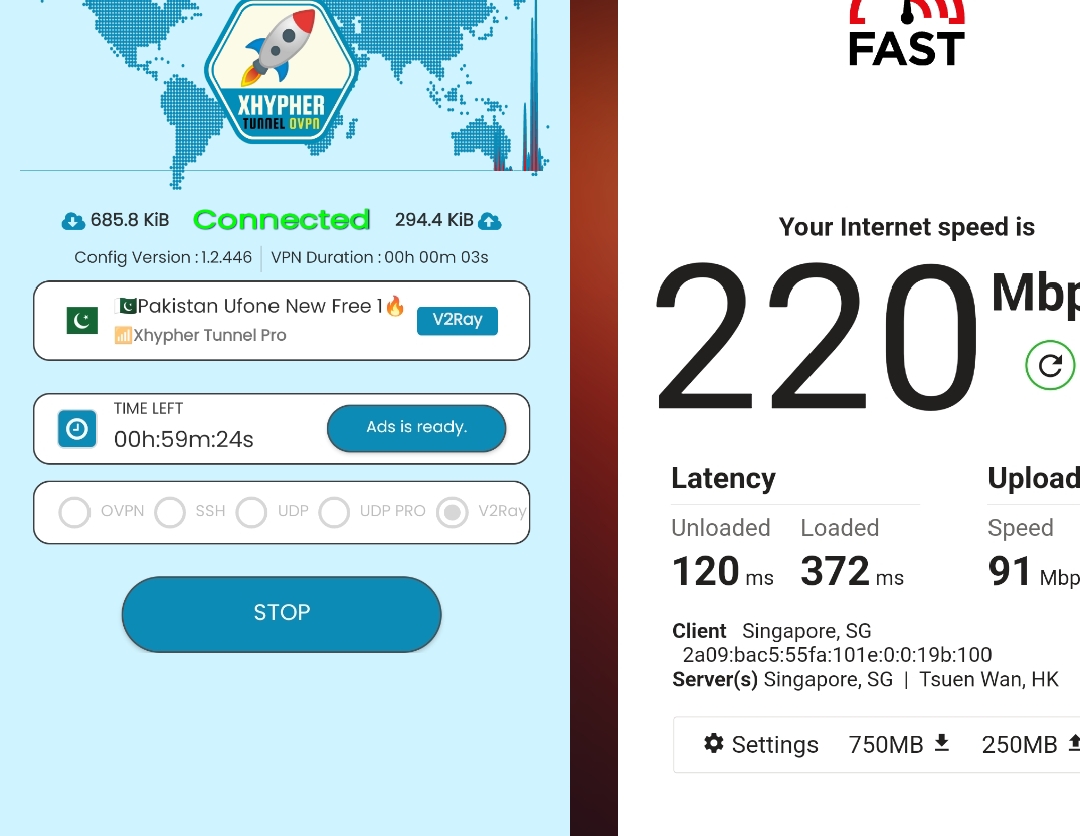 XHYPHER
TUNNEL OVPN
685.8 KiB Connected 294.4 KiB
Config Version : 1.2.446 VPN Duration : 00h 00m 03s
🇵🇰Pakistan Ufone New Free 1🔥
V2Ray
📶Xhypher Tunnel Pro
TIME LEFT
00h:59m:24s
Ads is ready.
OVPN SSH UDP UDP PRO V2Ray
STOP
FAST
Your Internet speed is
220 Mbp
Latency
Unloaded Loaded
120 ms 372 ms
Upload
Speed
91 Mbp
Client Singapore, SG
2a09:bac5:55fa:101e:0:0:19b:100
Server(s) Singapore, SG | Tsuen Wan, HK
Settings 750MB 250MB